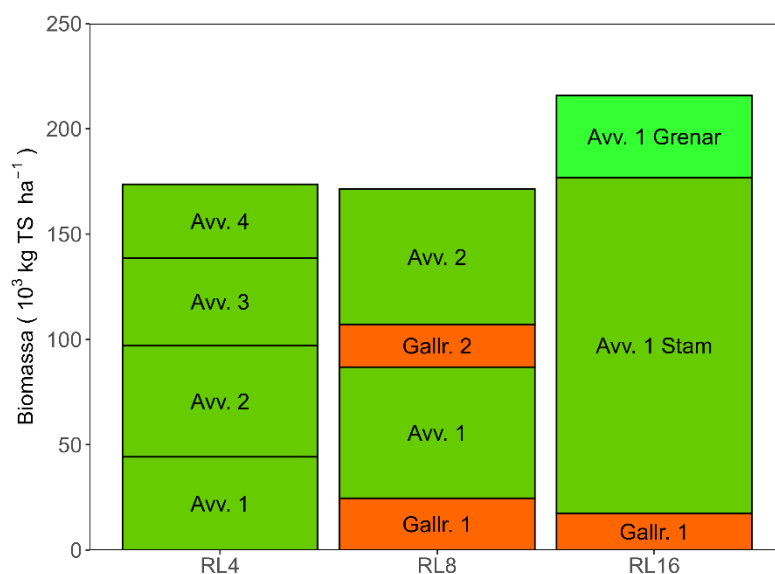 Biomassa ( 10³ kg TS ha⁻¹ )
250
200
150
100
50
0
Avv. 4
Avv. 3
Avv. 2
Avv. 1
Avv. 2
Gallr. 2
Avv. 1
Gallr. 1
Avv. 1 Grenar
Avv. 1 Stam
Gallr. 1
RL4
RL8
RL16